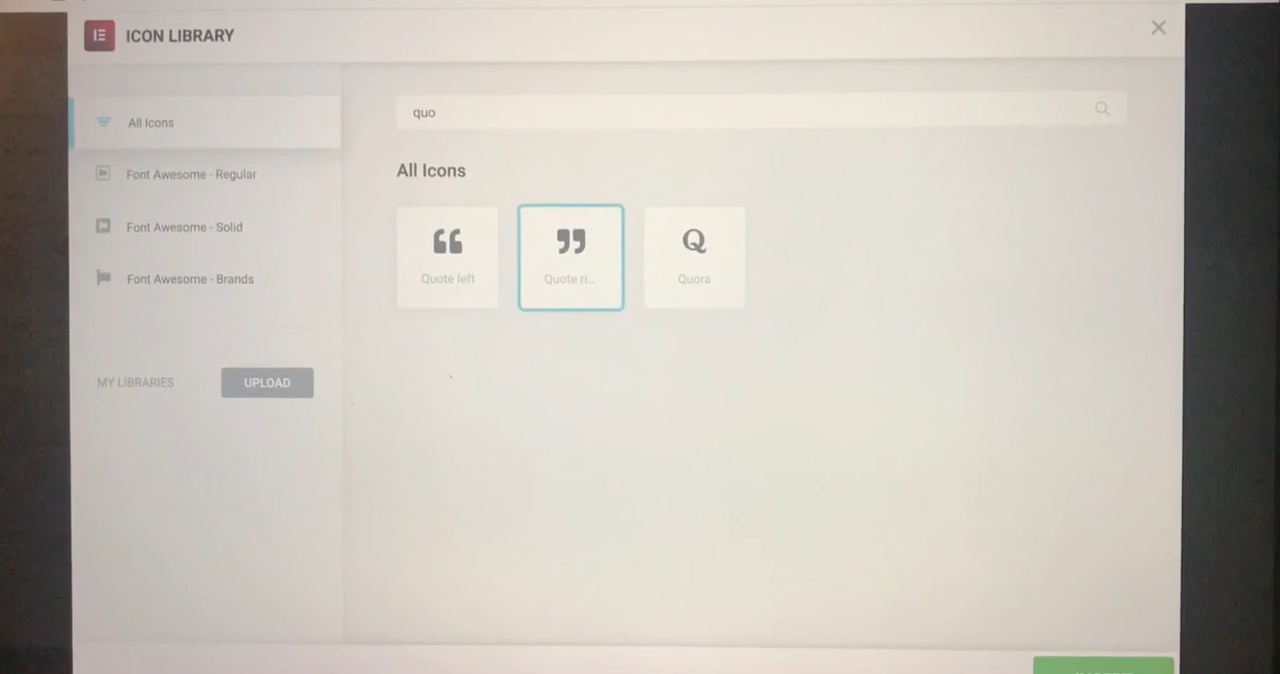 ICON LIBRARY
quo
All Icons
Font Awesome - Regular
Font Awesome - Solid
Font Awesome - Brands
MY LIBRARIES
UPLOAD
All Icons
Quote left
Quote ri...
Quora